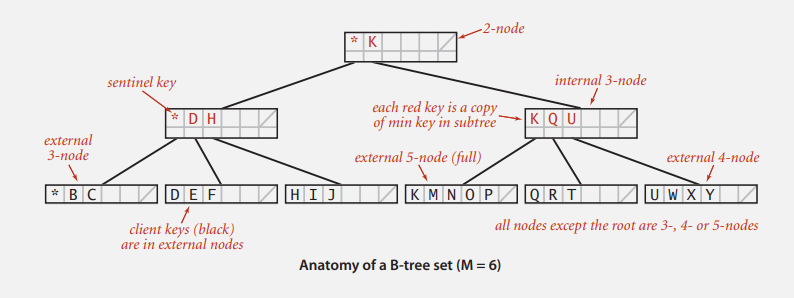 2-node
* K
sentinel key
internal 3-node
* D H
each red key is a copy
of min key in subtree
K Q U
external
3-node
external 5-node (full)
external 4-node
* B C
D E F
H I J
K M N O P
Q R T
U W X Y
client keys (black)
are in external nodes
all nodes except the root are 3-, 4- or 5-nodes
Anatomy of a B-tree set (M = 6)